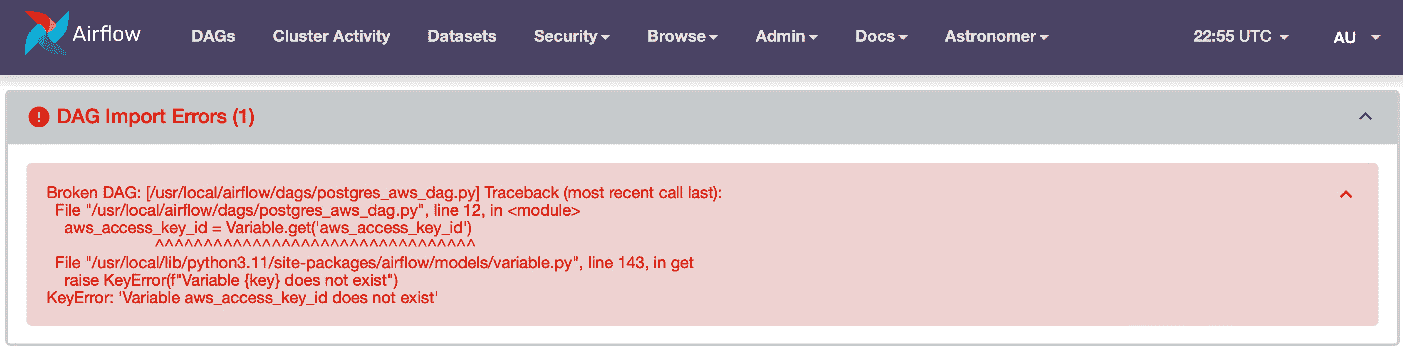 Airflow DAGs Cluster Activity Datasets Security Browse Admin Docs Astronomer 22:55 UTC AU
DAG Import Errors (1)
Broken DAG: [/usr/local/airflow/dags/postgres_aws_dag.py] Traceback (most recent call last):
File "/usr/local/airflow/dags/postgres_aws_dag.py", line 12, in <module>
aws_access_key_id = Variable.get('aws_access_key_id')
^^^^^^^^^^^^^^^^^^^^^^^^^^^^^^^^^
File "/usr/local/lib/python3.11/site-packages/airflow/models/variable.py", line 143, in get
raise KeyError(f"Variable {key} does not exist")
KeyError: 'Variable aws_access_key_id does not exist'